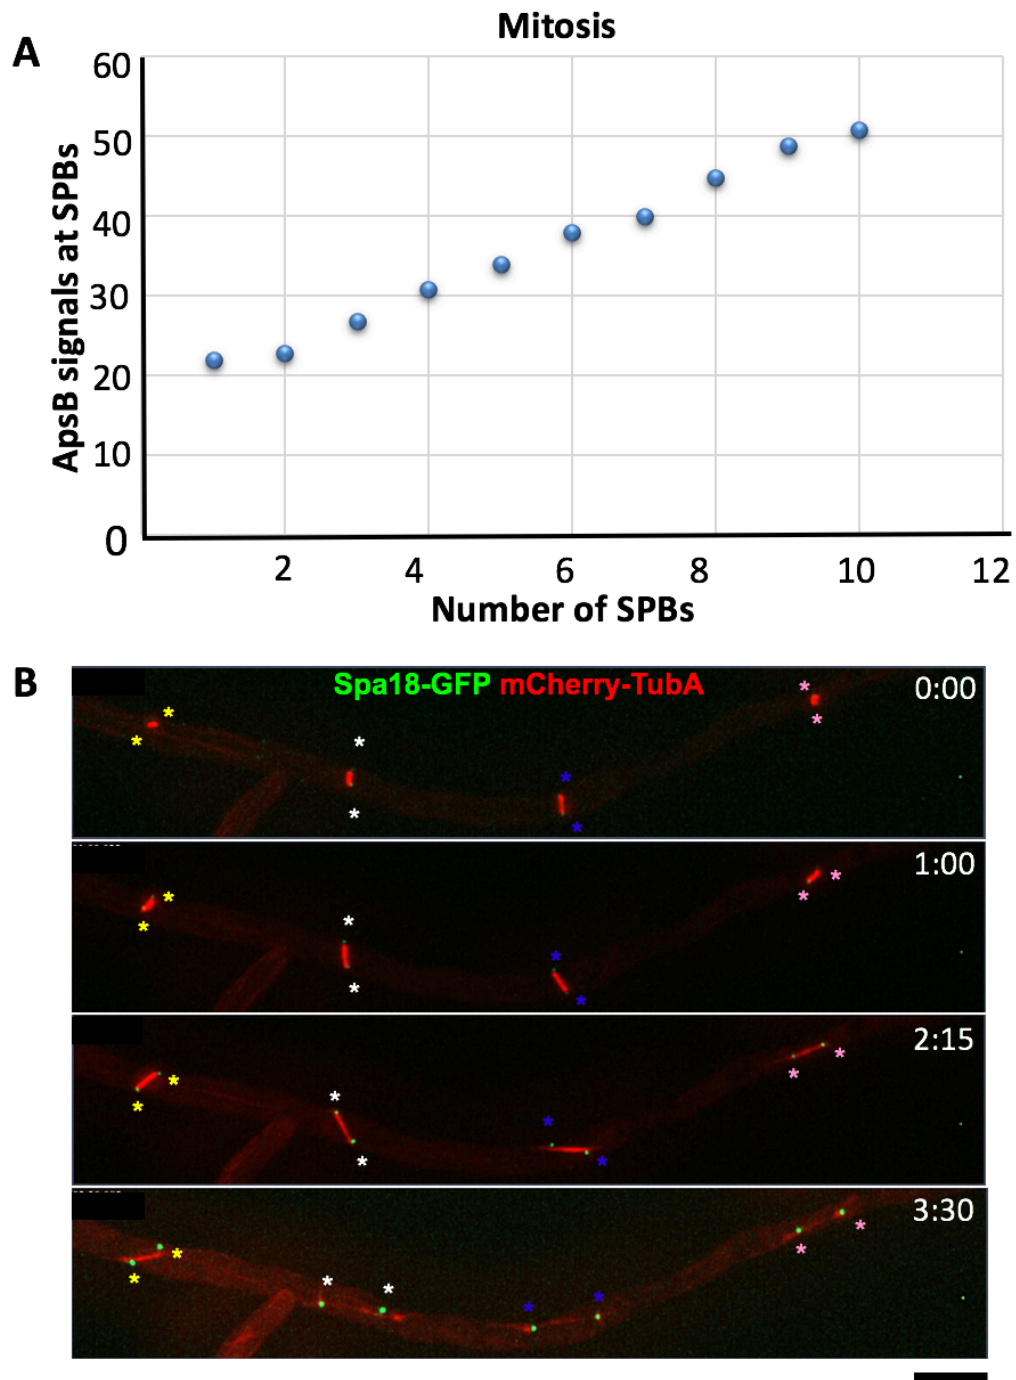 A
Mitosis
ApsB signals at SPBs
60
50
40
30
20
10
0
2 4 6 8 10 12
Number of SPBs
B
Spa18-GFP mCherry-TubA
0:00
* * * * * * * *
1:00
* * * * * * * *
2:15
* * * * * * * *
3:30
* * * * * * * *